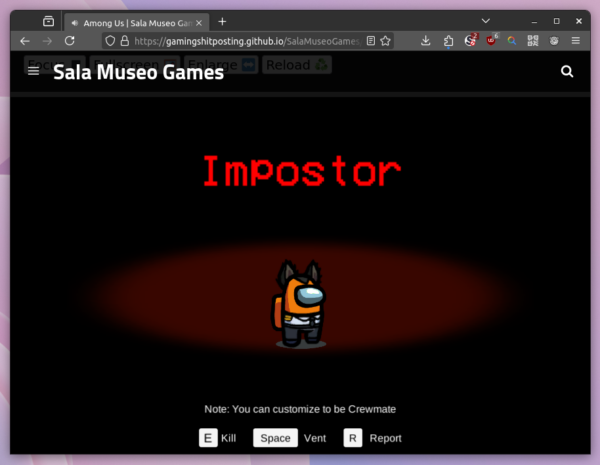 Among Us | Sala Museo Gam
https://gamingshitposting.github.io/SalaMuseoGames
Fullscreen
Enlarge
Reload
Sala Museo Games
Impostor
Note: You can customize to be Crewmate
E Kill Space Vent R Report